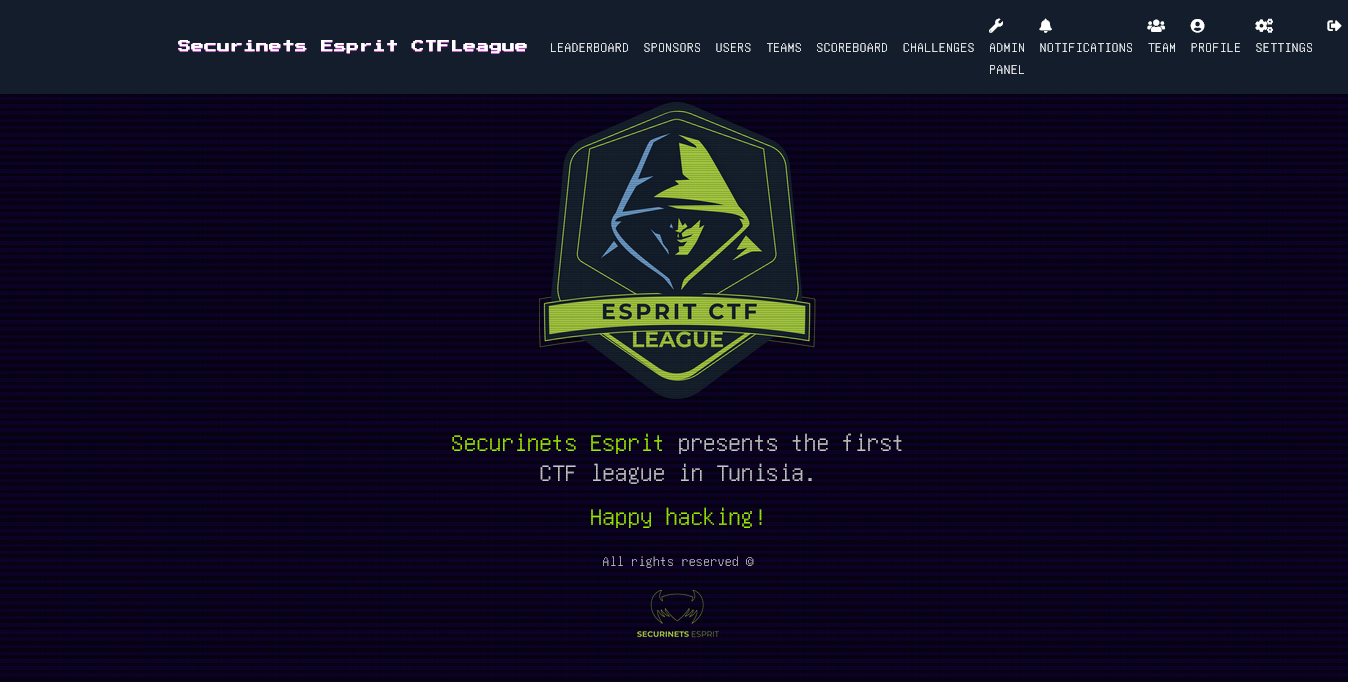 Securinets Esprit CTFLeague
LEADERBOARD SPONSORS USERS TEAMS SCOREBOARD CHALLENGES ADMIN PANEL NOTIFICATIONS TEAM PROFILE SETTINGS
ESPRIT CTF
LEAGUE
Securinets Esprit presents the first
CTF league in Tunisia.
Happy hacking!
All rights reserved ©
SECURINETS ESPRIT